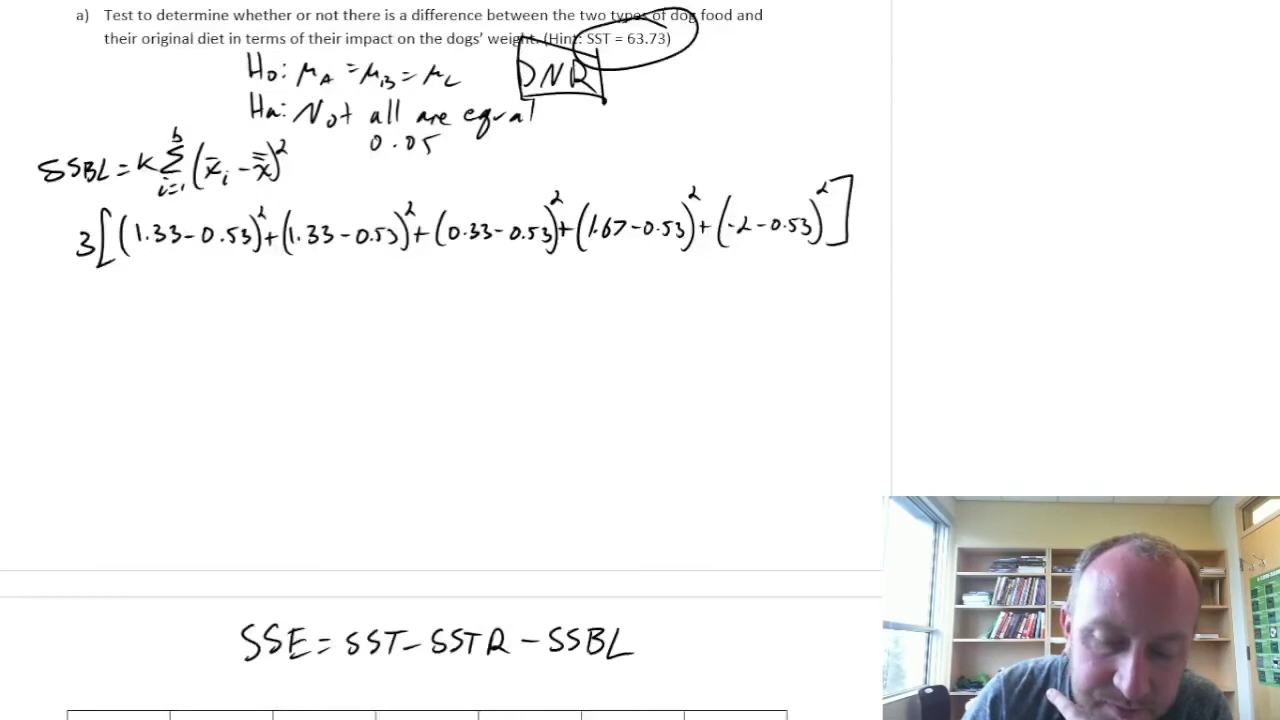 a) Test to determine whether or not there is a difference between the two types of dog food and
their original diet in terms of their impact on the dogs' weight. (Hint: SST = 63.73)
H0: μA = μB = μC DNR
Ha: Not all are equal
0.05
SSBL = K Σ_{i=1}^{b} (x̄i - x̿)²
3[(1.33-0.53)² + (1.33-0.53)² + (0.33-0.53)² + (1.67-0.53)² + (-2-0.53)²]
SSE = SST - SSTR - SSBL